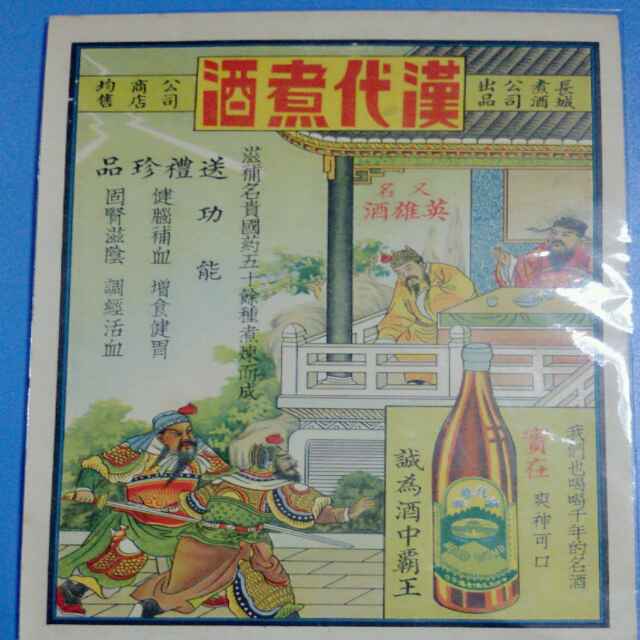 漢代煮酒
長城煮酒公司出品
公司商店均售
又名
英雄酒
滋補名貴國药五十餘種煮煉而成
送禮珍品
功能
健腦補血 增食健胃
固腎滋陰 調經活血
我們也喝喝千年的名酒
實在 爽神可口
誠為酒中霸王